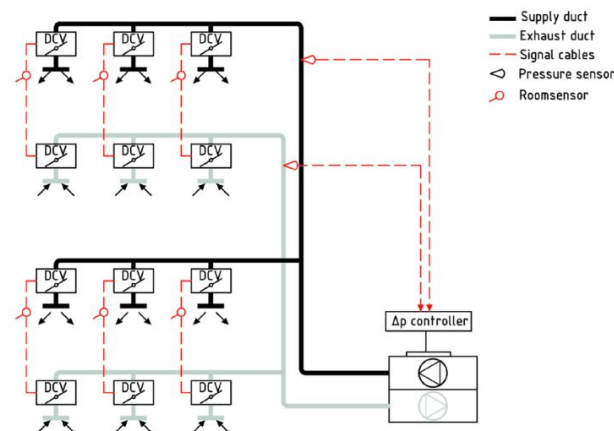 DCV DCV DCV
DCV DCV DCV
DCV DCV DCV
DCV DCV DCV
Δp controller
Supply duct
Exhaust duct
Signal cables
Pressure sensor
Roomsensor